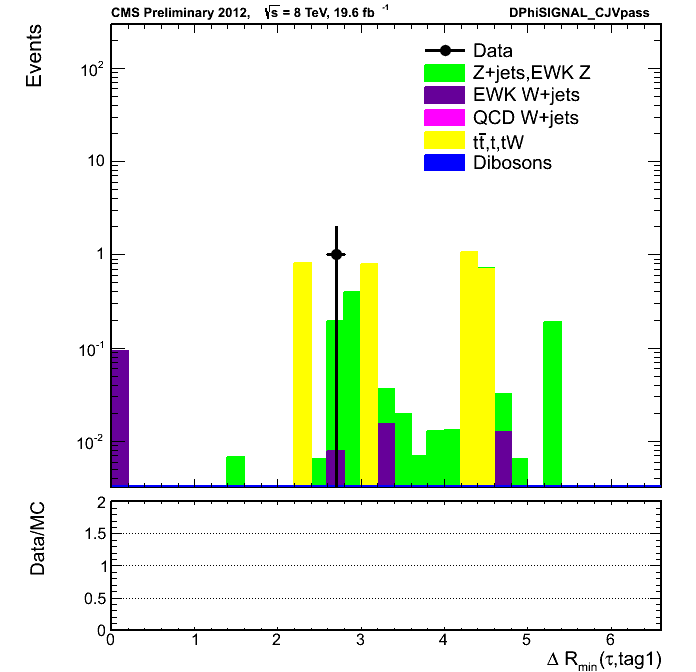 CMS Preliminary 2012, √s = 8 TeV, 19.6 fb⁻¹ DPhiSIGNAL_CJVpass
Events
10²
10
1
10⁻¹
10⁻²
Data
Z+jets,EWK Z
EWK W+jets
QCD W+jets
tt̅,t,tW
Dibosons
Data/MC
2
1.5
1
0.5
0
0 1 2 3 4 5 6
Δ R_min(τ,tag1)